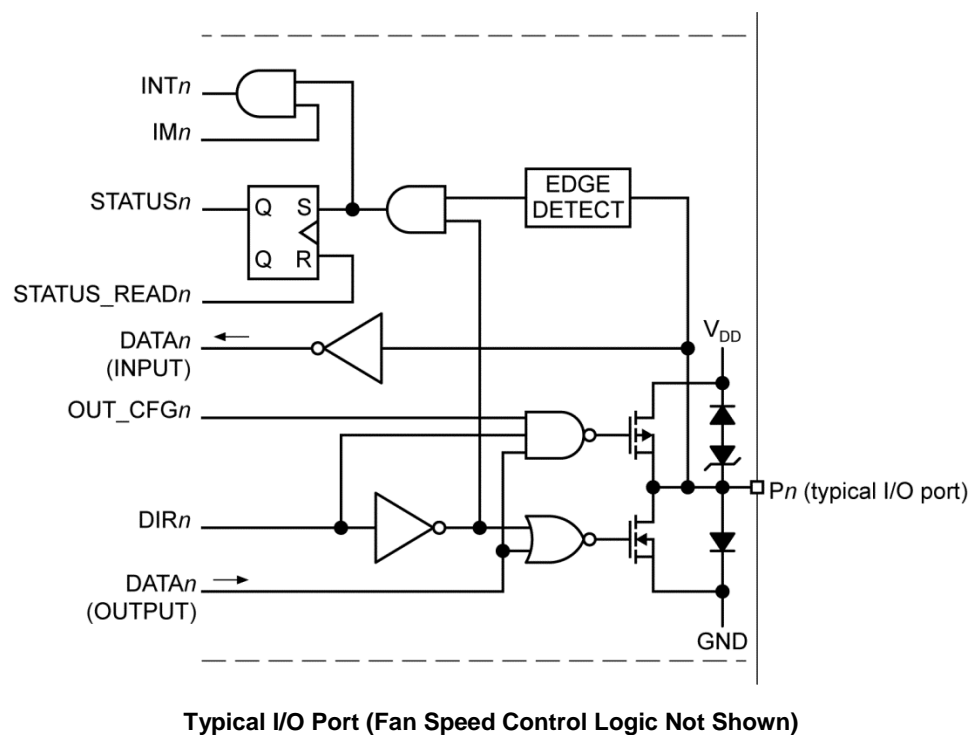 INTn
IMn
STATUSn
Q S
Q R
EDGE
DETECT
STATUS_READn
DATAn
(INPUT)
VDD
OUT_CFGn
Pn (typical I/O port)
DIRn
DATAn
(OUTPUT)
GND
Typical I/O Port (Fan Speed Control Logic Not Shown)